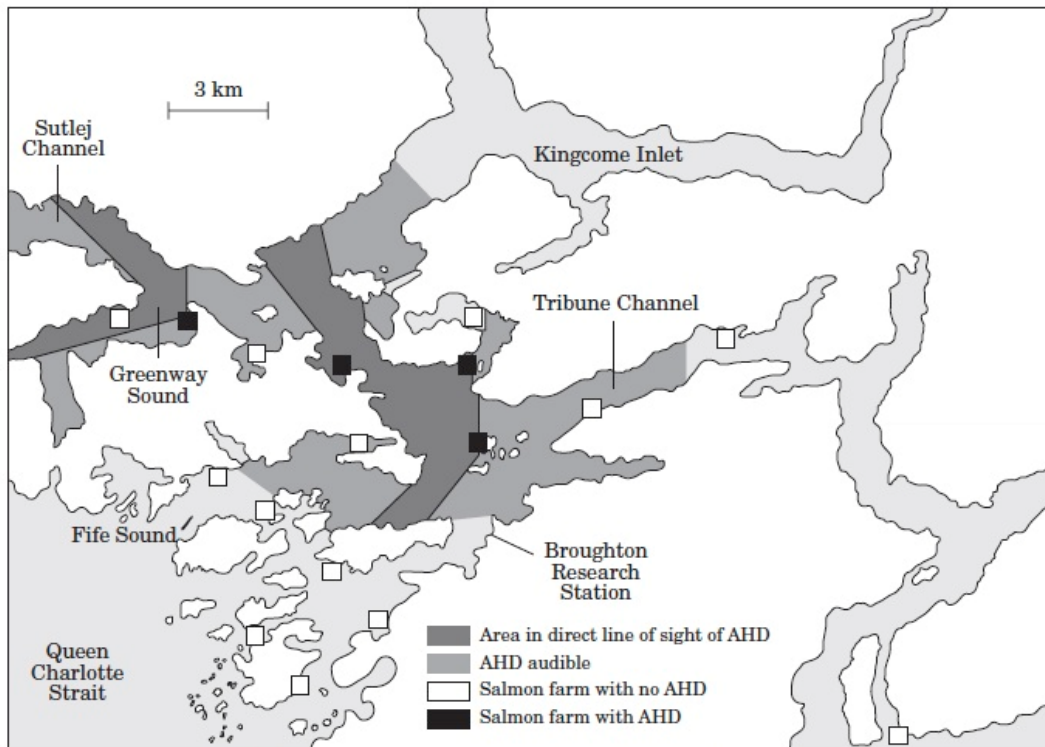 3 km
Sutlej
Channel
Kingcome Inlet
Tribune Channel
Greenway
Sound
Fife Sound
Broughton
Research
Station
Queen
Charlotte
Strait
Area in direct line of sight of AHD
AHD audible
Salmon farm with no AHD
Salmon farm with AHD